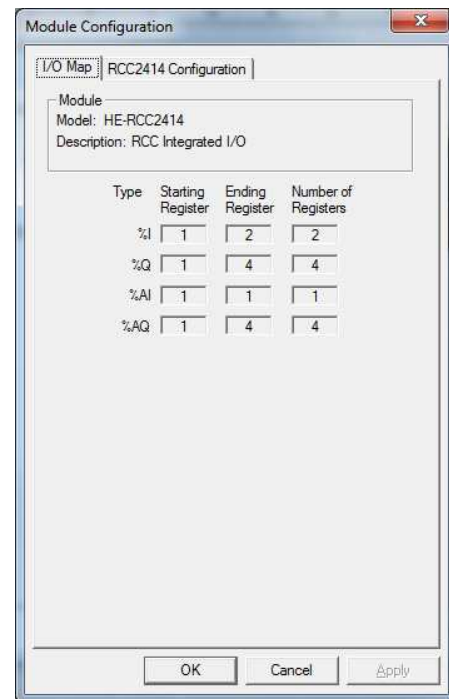 Module Configuration
I/O Map RCC2414 Configuration
Module
Model: HE-RCC2414
Description: RCC Integrated I/O
Type Starting Register Ending Register Number of Registers
%I 1 2 2
%Q 1 4 4
%AI 1 1 1
%AQ 1 4 4
OK Cancel Apply